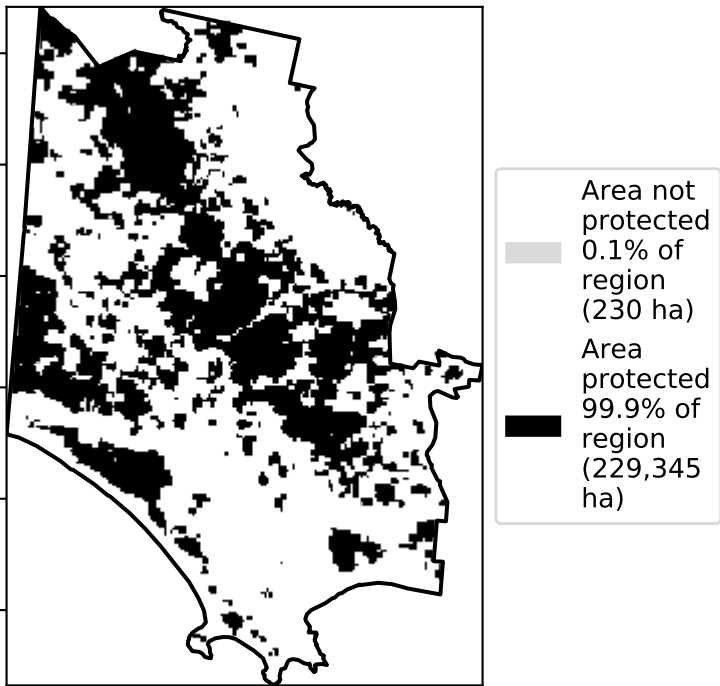 Area not
protected
0.1% of
region
(230 ha)
Area
protected
99.9% of
region
(229,345
ha)